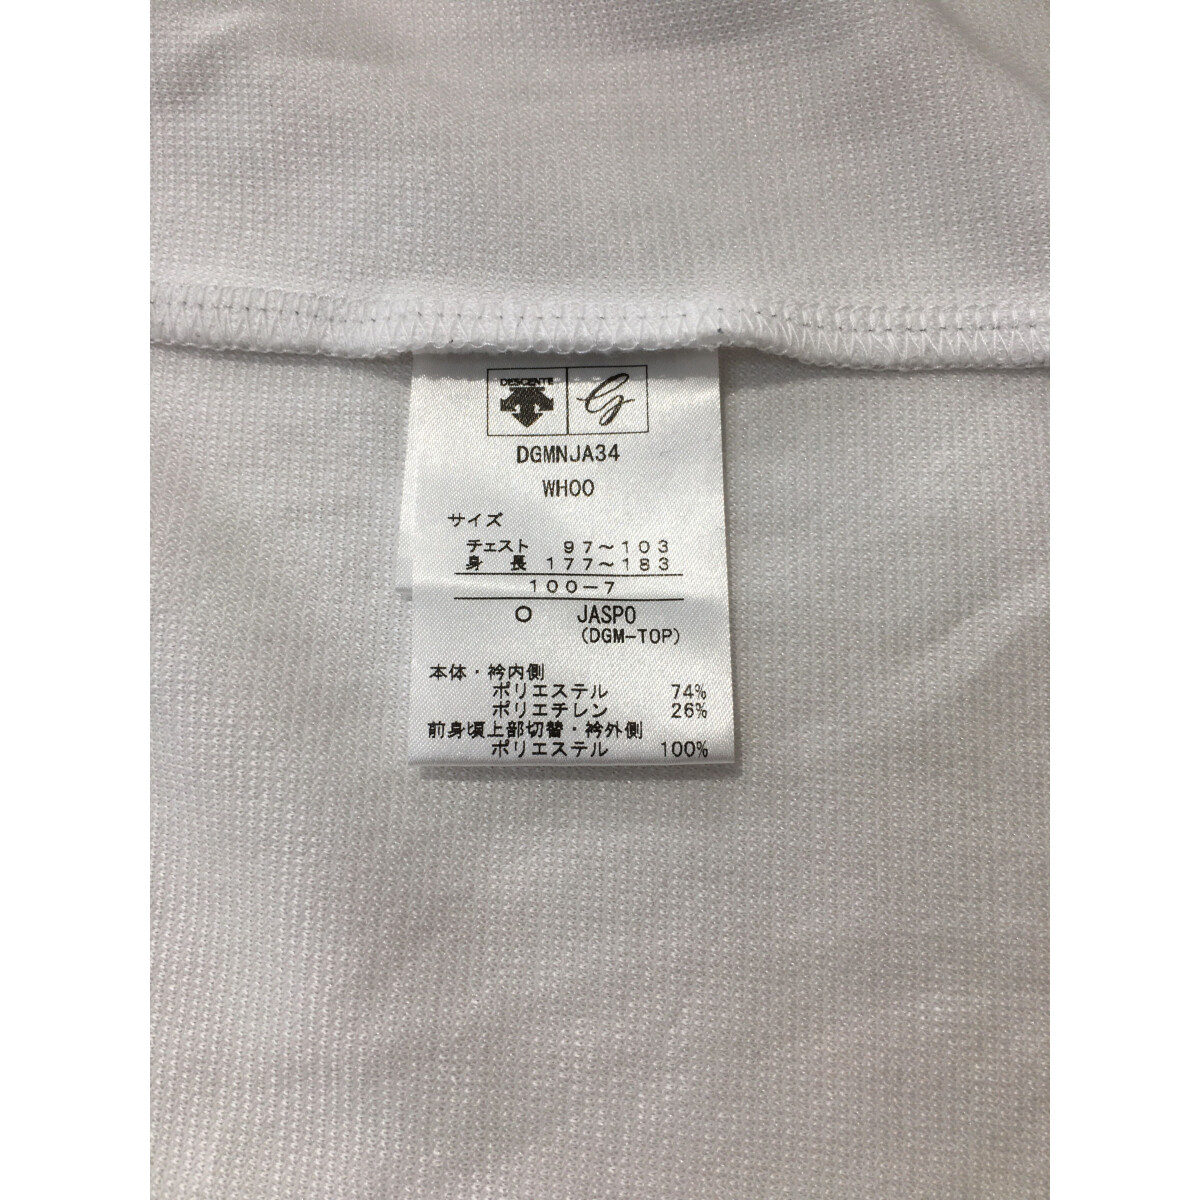 DESCENTE
G
DGMNJA34
WH00
サイズ
チェスト 97～103
身 長 177～183
100-7
O JASPO
(DGM-TOP)
本体・衿内側
ポリエステル 74%
ポリエチレン 26%
前身頃上部切替・衿外側
ポリエステル 100%